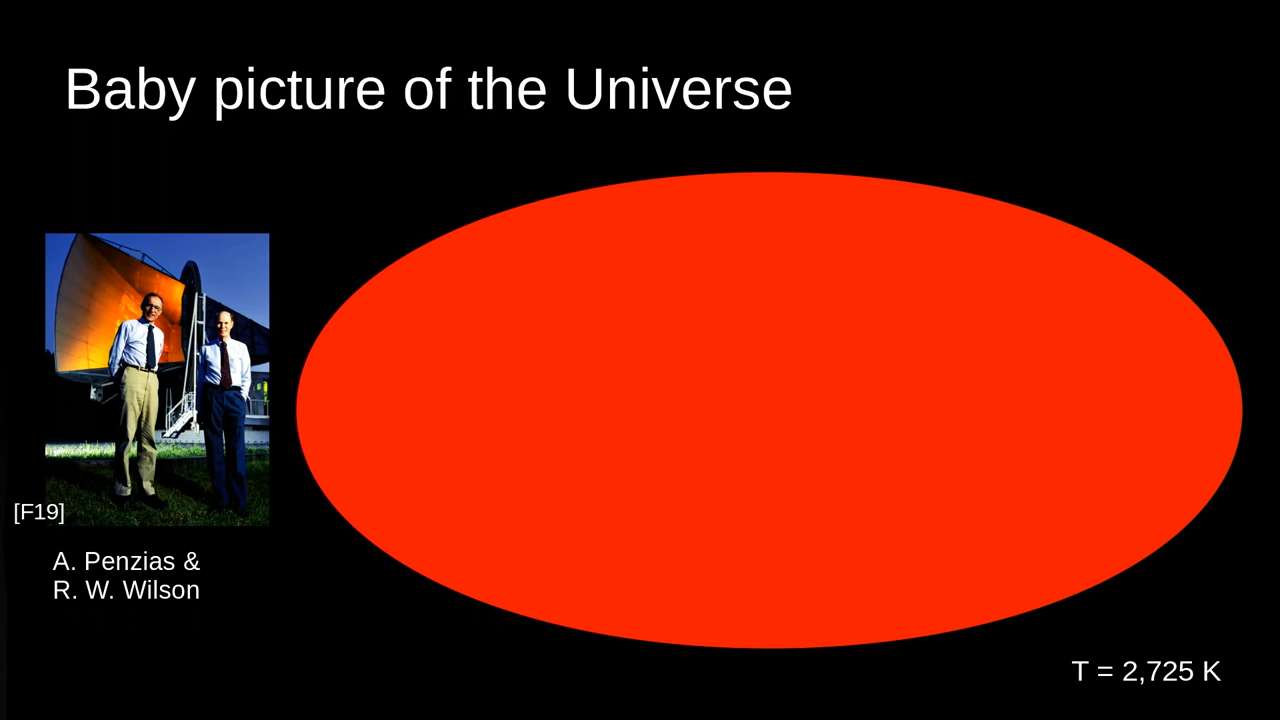 Baby picture of the Universe
[F19]
A. Penzias &
R. W. Wilson
T = 2,725 K